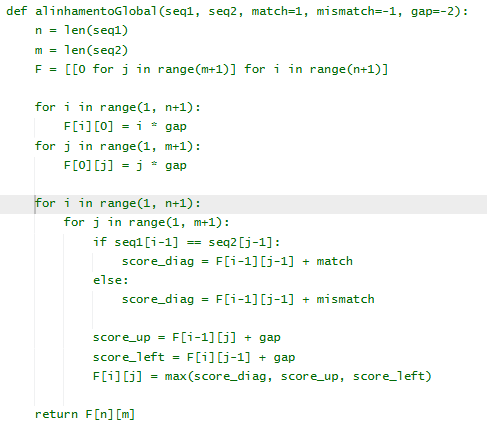 def alinhamentoGlobal(seq1, seq2, match=1, mismatch=-1, gap=-2):
    n = len(seq1)
    m = len(seq2)
    F = [[0 for j in range(m+1)] for i in range(n+1)]

    for i in range(1, n+1):
        F[i][0] = i * gap
    for j in range(1, m+1):
        F[0][j] = j * gap

    for i in range(1, n+1):
        for j in range(1, m+1):
            if seq1[i-1] == seq2[j-1]:
                score_diag = F[i-1][j-1] + match
            else:
                score_diag = F[i-1][j-1] + mismatch

            score_up = F[i-1][j] + gap
            score_left = F[i][j-1] + gap
            F[i][j] = max(score_diag, score_up, score_left)

    return F[n][m]